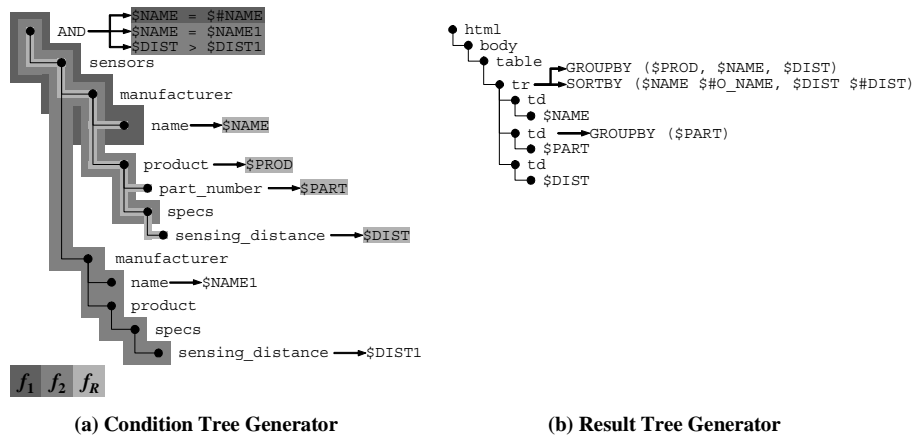 $NAME = $#NAME
AND $NAME = $NAME1
$DIST > $DIST1
sensors
manufacturer
name $NAME
product $PROD
part_number $PART
specs
sensing_distance $DIST
manufacturer
name $NAME1
product
specs
sensing_distance $DIST1
f1 f2 fR
(a) Condition Tree Generator
html
body
table
tr GROUPBY ($PROD, $NAME, $DIST)
SORTBY ($NAME $#O_NAME, $DIST $#DIST)
td
$NAME
td GROUPBY ($PART)
$PART
td
$DIST
(b) Result Tree Generator